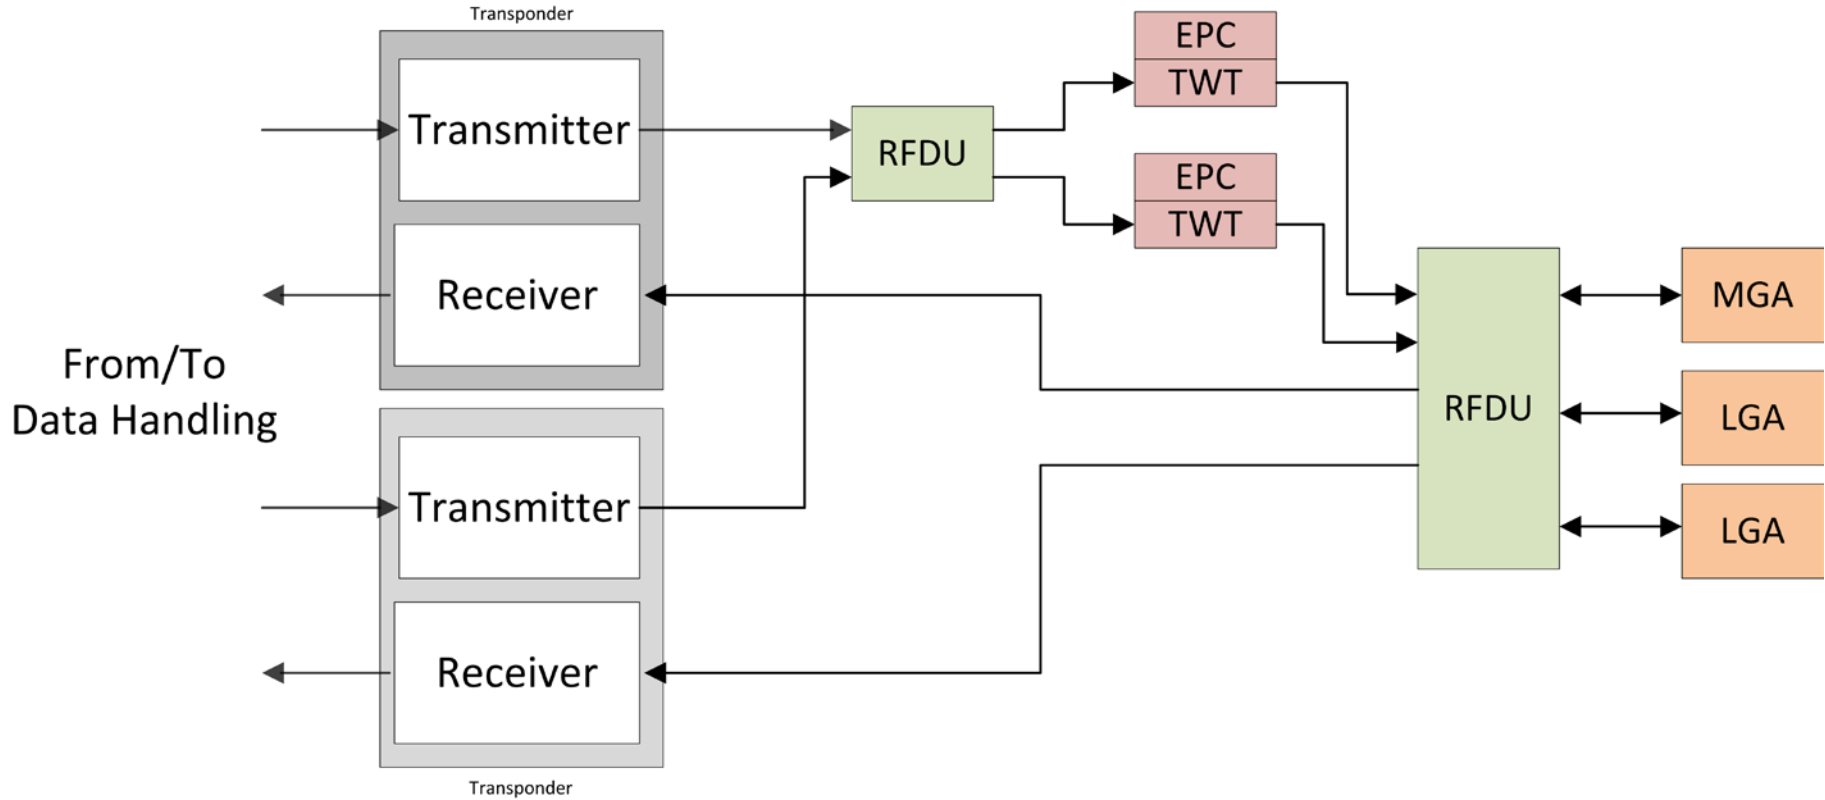 Transponder
Transmitter
Receiver
From/To
Data Handling
Transmitter
Receiver
Transponder
RFDU
EPC
TWT
EPC
TWT
RFDU
MGA
LGA
LGA